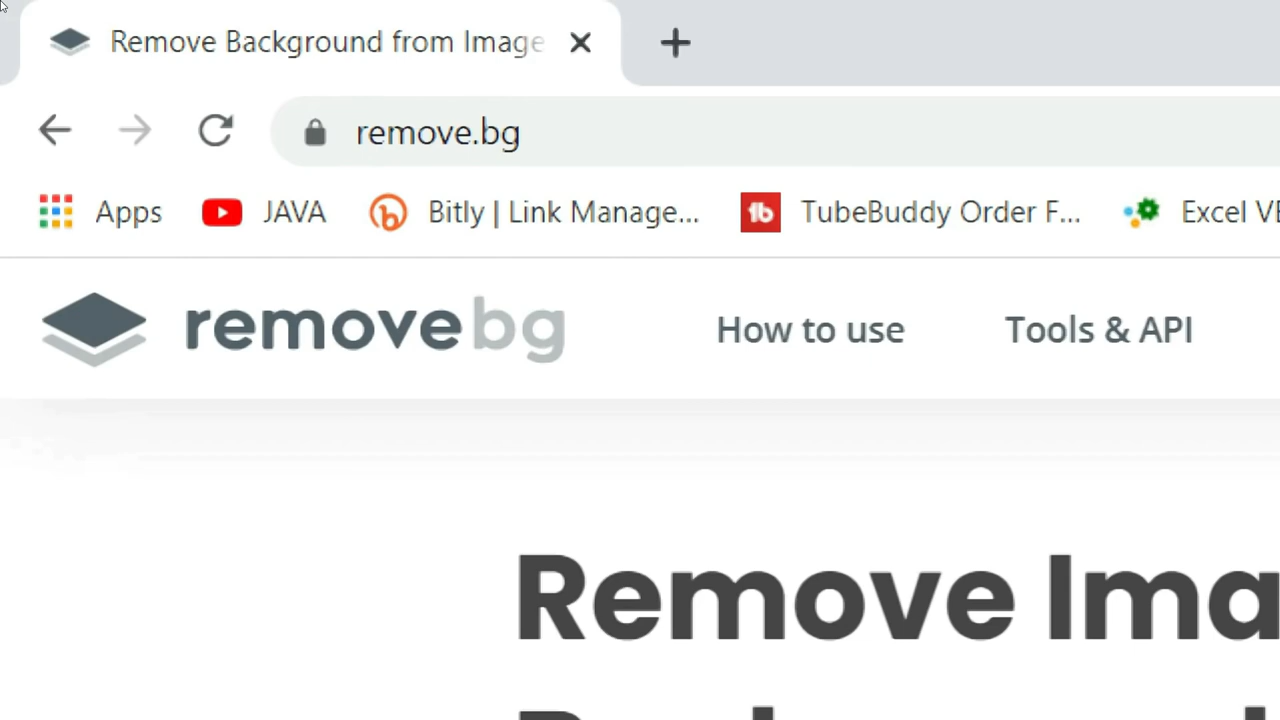 Remove Background from Image
remove.bg
Apps JAVA Bitly | Link Manage... TubeBuddy Order F... Excel
removebg How to use Tools & API
Remove